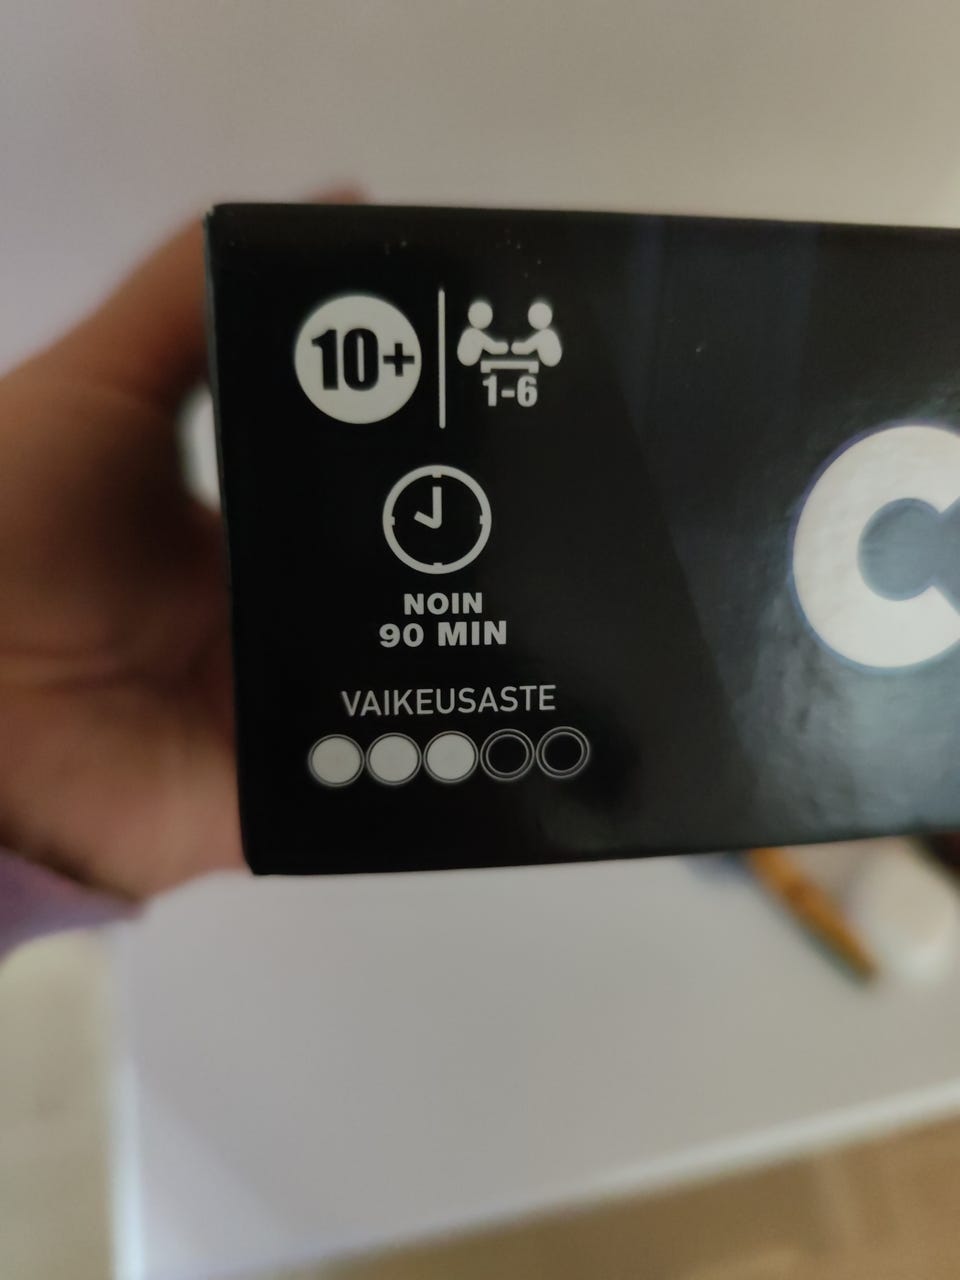 10+
1-6
NOIN
90 MIN
VAIKEUSASTE
C